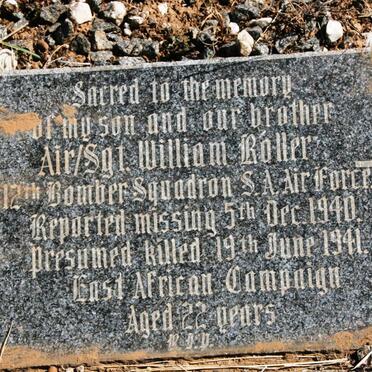 Sacred to the memory
of my son and our brother
Air/Sgt William Roller
12th Bomber Squadron S.A. Air Force
Reported missing 5th Dec. 1940.
presumed killed 19th June 1941.
East African Campaign
Aged 22 years
R.I.P.